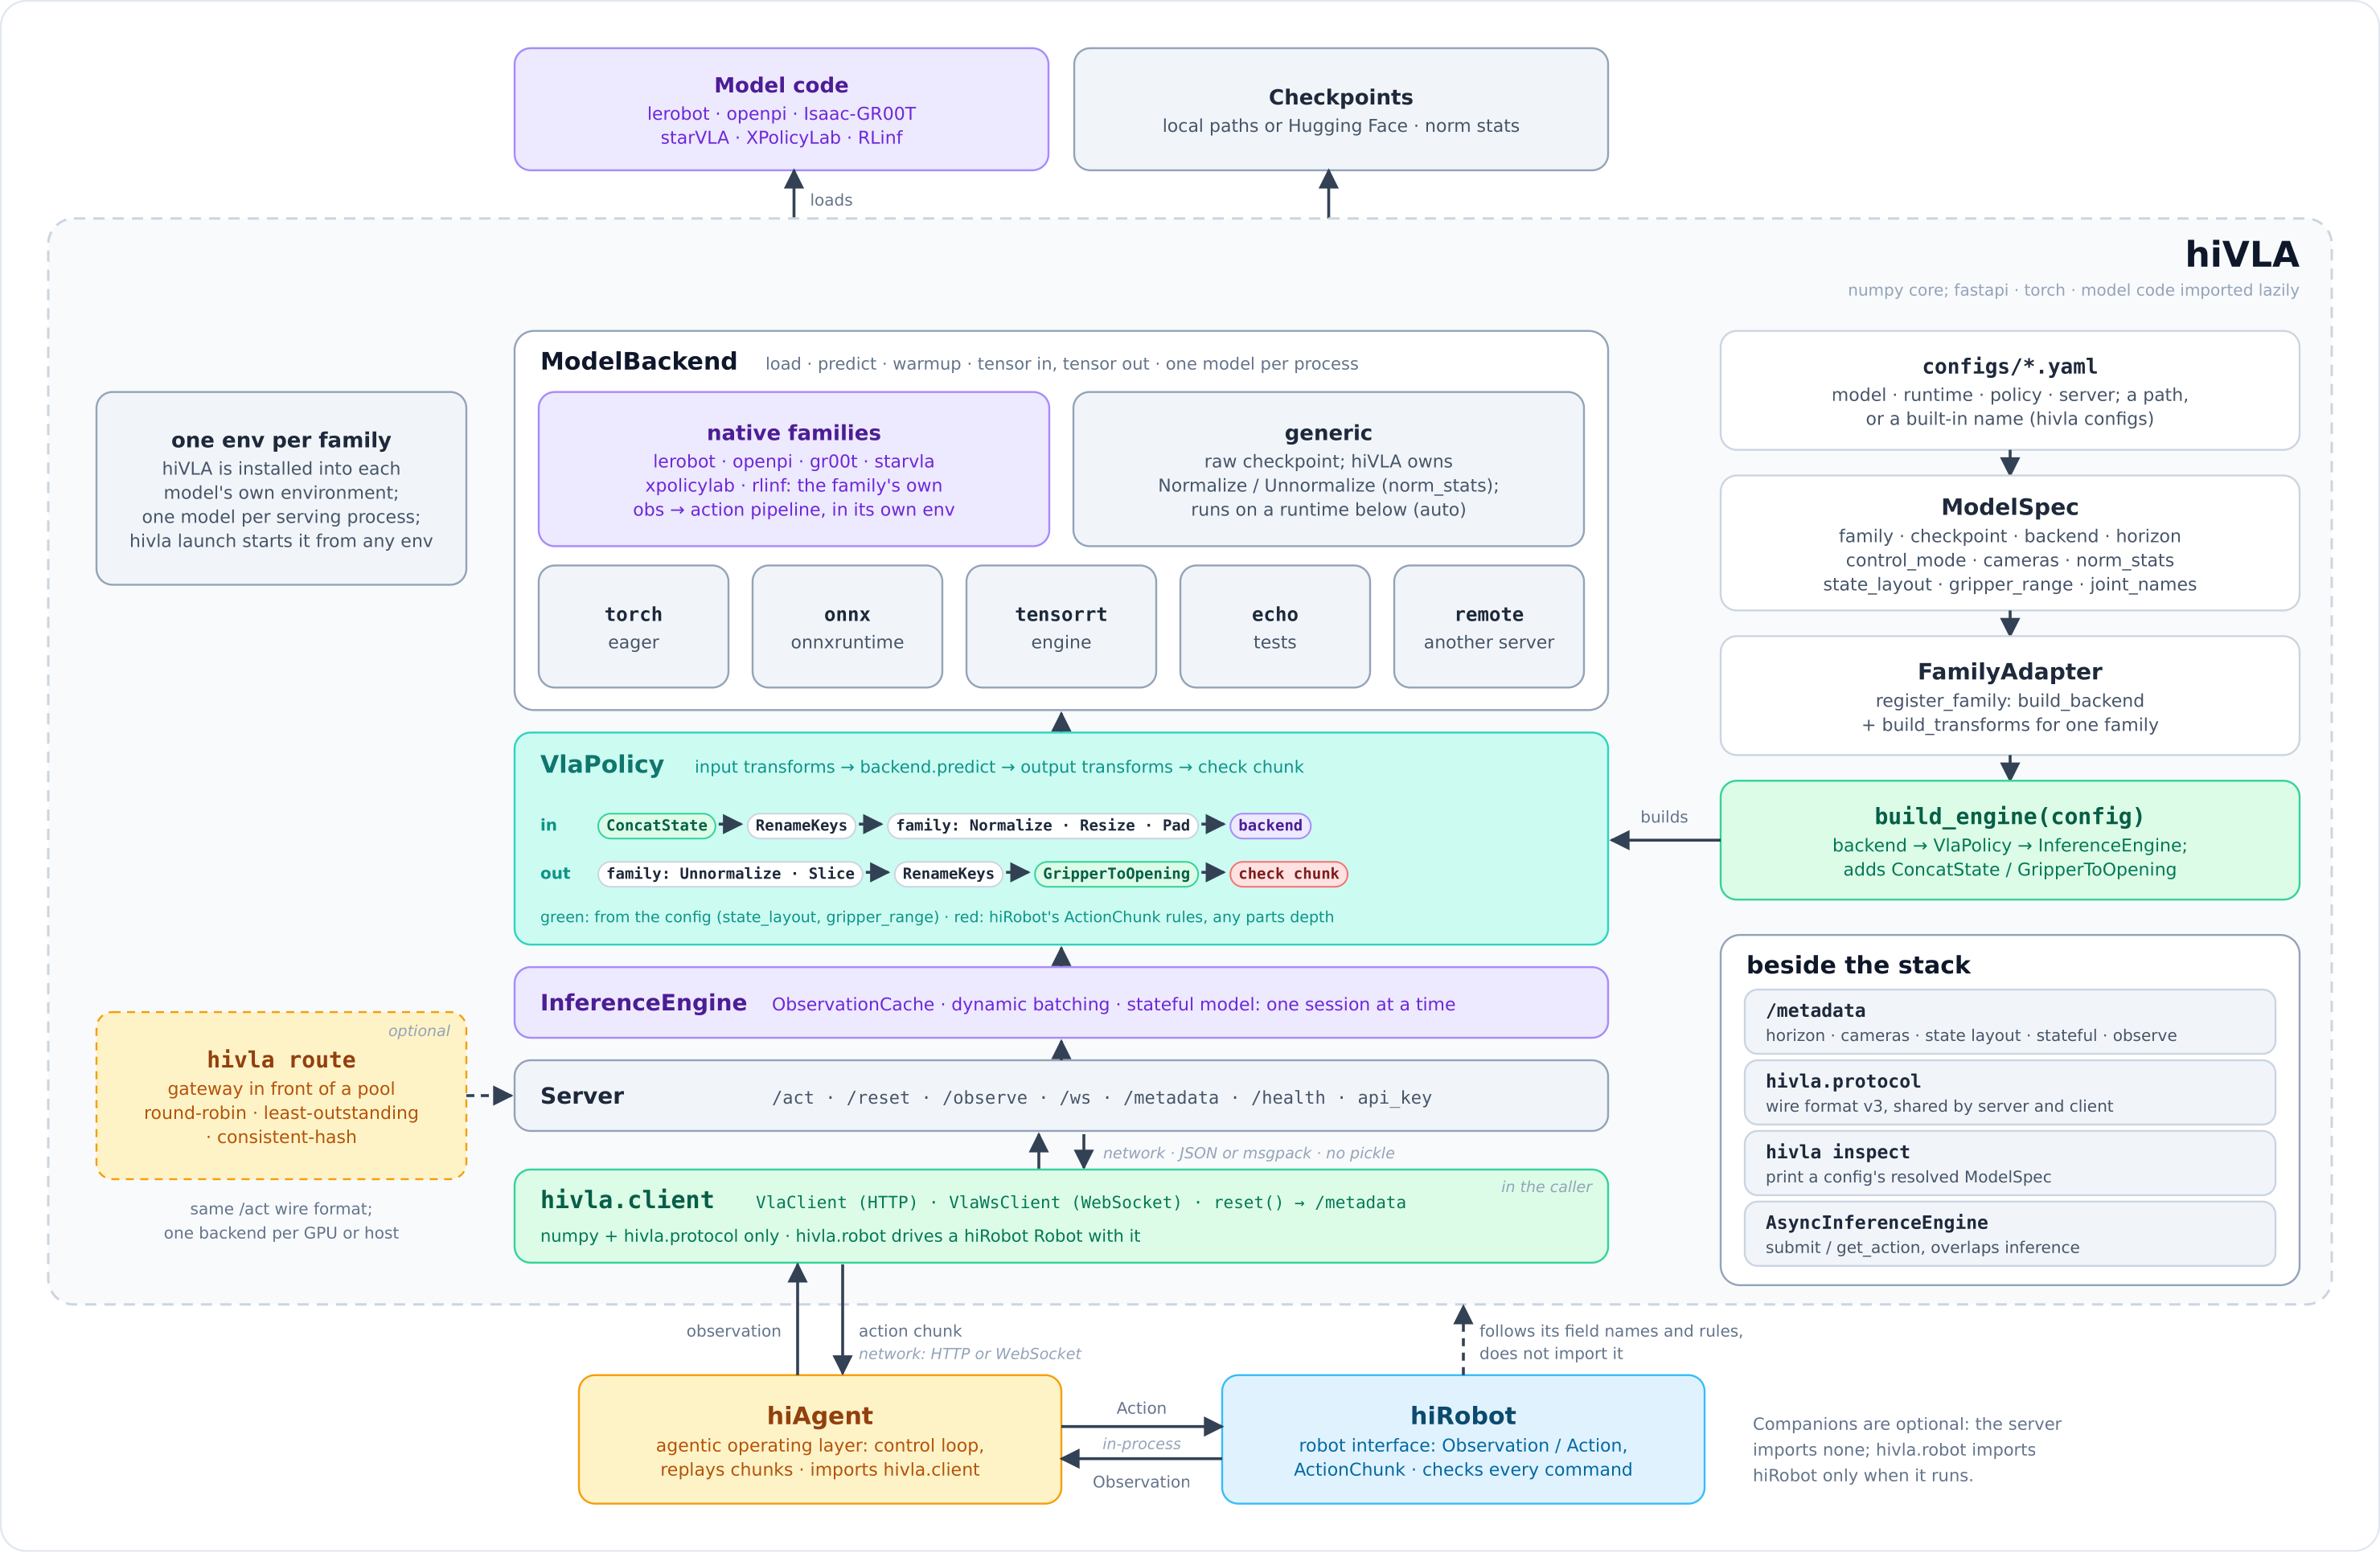 Model code
lerobot · openpi · Isaac-GR00T
starVLA · XPolicyLab · RLinf
Checkpoints
local paths or Hugging Face · norm stats
loads
hiVLA
numpy core; fastapi · torch · model code imported lazily
one env per family
hiVLA is installed into each
model's own environment;
one model per serving process;
hivla launch starts it from any env
ModelBackend load · predict · warmup · tensor in, tensor out · one model per process
native families
lerobot · openpi · gr00t · starvla
xpolicylab · rlinf: the family's own
obs → action pipeline, in its own env
generic
raw checkpoint; hiVLA owns
Normalize / Unnormalize (norm_stats);
runs on a runtime below (auto)
torch
eager
onnx
onnxruntime
tensorrt
engine
echo
tests
remote
another server
configs/*.yaml
model · runtime · policy · server; a path,
or a built-in name (hivla configs)
ModelSpec
family · checkpoint · backend · horizon
control_mode · cameras · norm_stats
state_layout · gripper_range · joint_names
FamilyAdapter
register_family: build_backend
+ build_transforms for one family
build_engine(config)
backend → VlaPolicy → InferenceEngine;
adds ConcatState / GripperToOpening
builds
VlaPolicy input transforms → backend.predict → output transforms → check chunk
in ConcatState RenameKeys family: Normalize · Resize · Pad backend
out family: Unnormalize · Slice RenameKeys GripperToOpening check chunk
green: from the config (state_layout, gripper_range) · red: hiRobot's ActionChunk rules, any parts depth
InferenceEngine ObservationCache · dynamic batching · stateful model: one session at a time
optional
hivla route
gateway in front of a pool
round-robin · least-outstanding
· consistent-hash
same /act wire format;
one backend per GPU or host
Server /act · /reset · /observe · /ws · /metadata · /health · api_key
network · JSON or msgpack · no pickle
in the caller
hivla.client VlaClient (HTTP) · VlaWsClient (WebSocket) · reset() → /metadata
numpy + hivla.protocol only · hivla.robot drives a hiRobot Robot with it
beside the stack
/metadata
horizon · cameras · state layout · stateful · observe
hivla.protocol
wire format v3, shared by server and client
hivla inspect
print a config's resolved ModelSpec
AsyncInferenceEngine
submit / get_action, overlaps inference
observation
action chunk
network: HTTP or WebSocket
follows its field names and rules,
does not import it
hiAgent
agentic operating layer: control loop,
replays chunks · imports hivla.client
Action
in-process
Observation
hiRobot
robot interface: Observation / Action,
ActionChunk · checks every command
Companions are optional: the server
imports none; hivla.robot imports
hiRobot only when it runs.